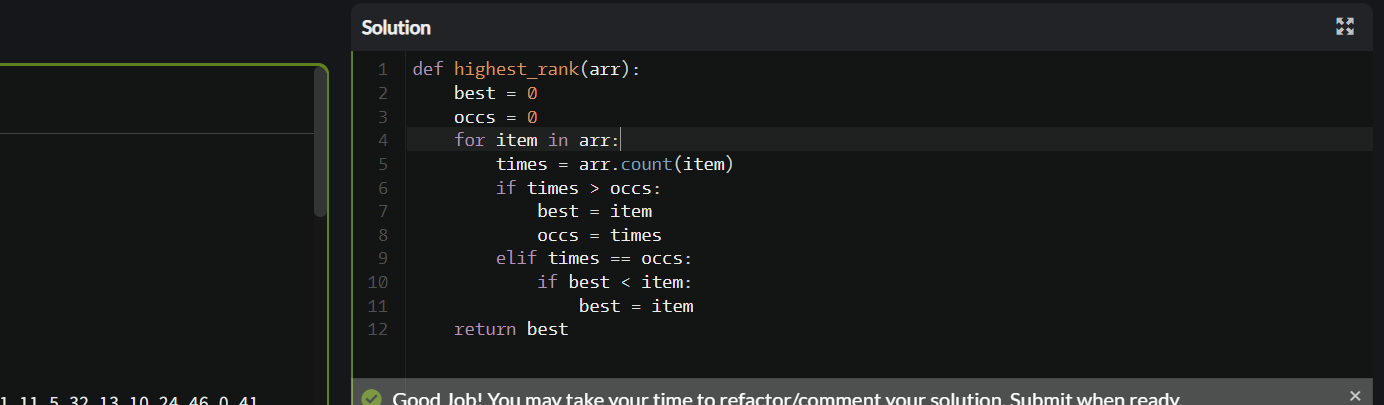 Solution
1 def highest_rank(arr):
2     best = 0
3     occs = 0
4     for item in arr:
5         times = arr.count(item)
6         if times > occs:
7             best = item
8             occs = times
9         elif times == occs:
10             if best < item:
11                 best = item
12     return best
1, 11, 5, 32, 13, 10, 24, 46, 0, 41,
Good Job! You may take your time to refactor/comment your solution. Submit when ready.